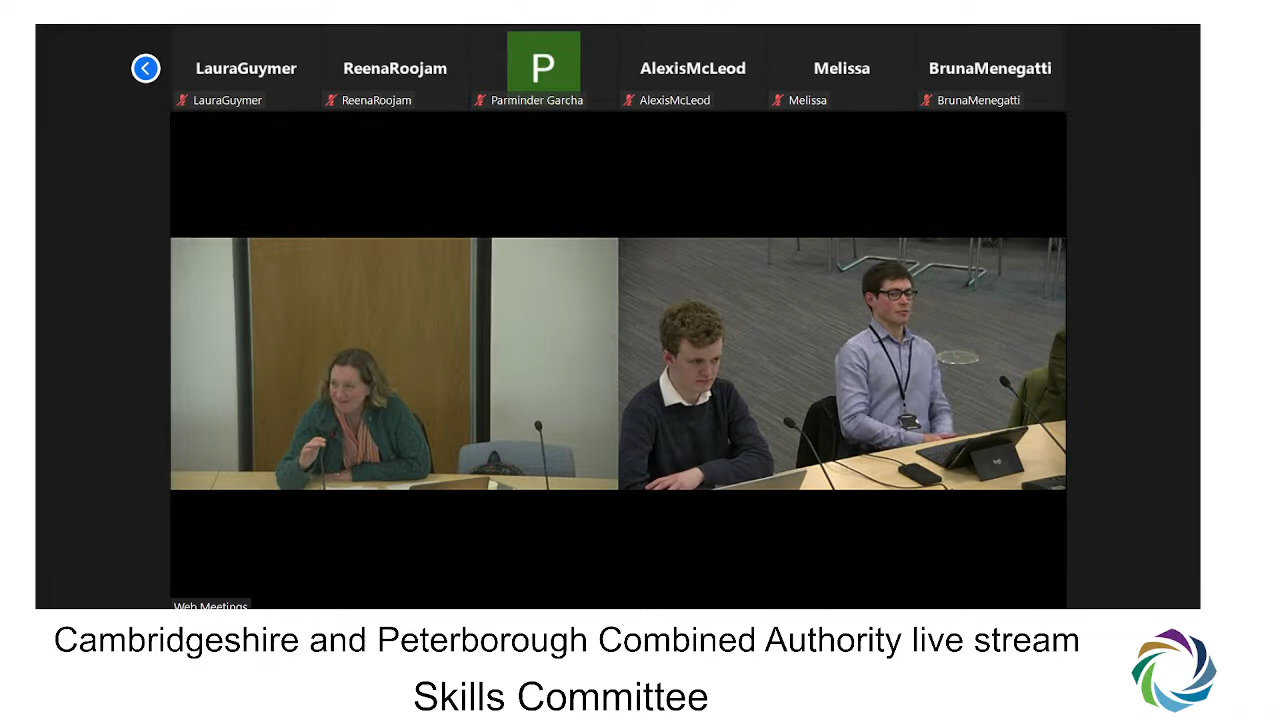 LauraGuymer
ReenaRoojam
P
AlexisMcLeod
Melissa
BrunaMenegatti
LauraGuymer
ReenaRoojam
Parminder Garcha
AlexisMcLeod
Melissa
BrunaMenegatti
Web Meetings
Cambridgeshire and Peterborough Combined Authority live stream
Skills Committee